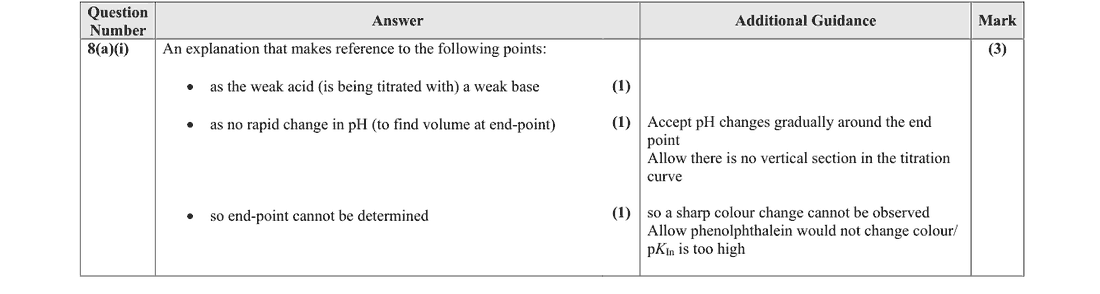 Question Number Answer Additional Guidance Mark
8(a)(i) An explanation that makes reference to the following points: (3)
• as the weak acid (is being titrated with) a weak base (1)
• as no rapid change in pH (to find volume at end-point) (1) Accept pH changes gradually around the end
point
Allow there is no vertical section in the titration
curve
• so end-point cannot be determined (1) so a sharp colour change cannot be observed
Allow phenolphthalein would not change colour/
pKIn is too high